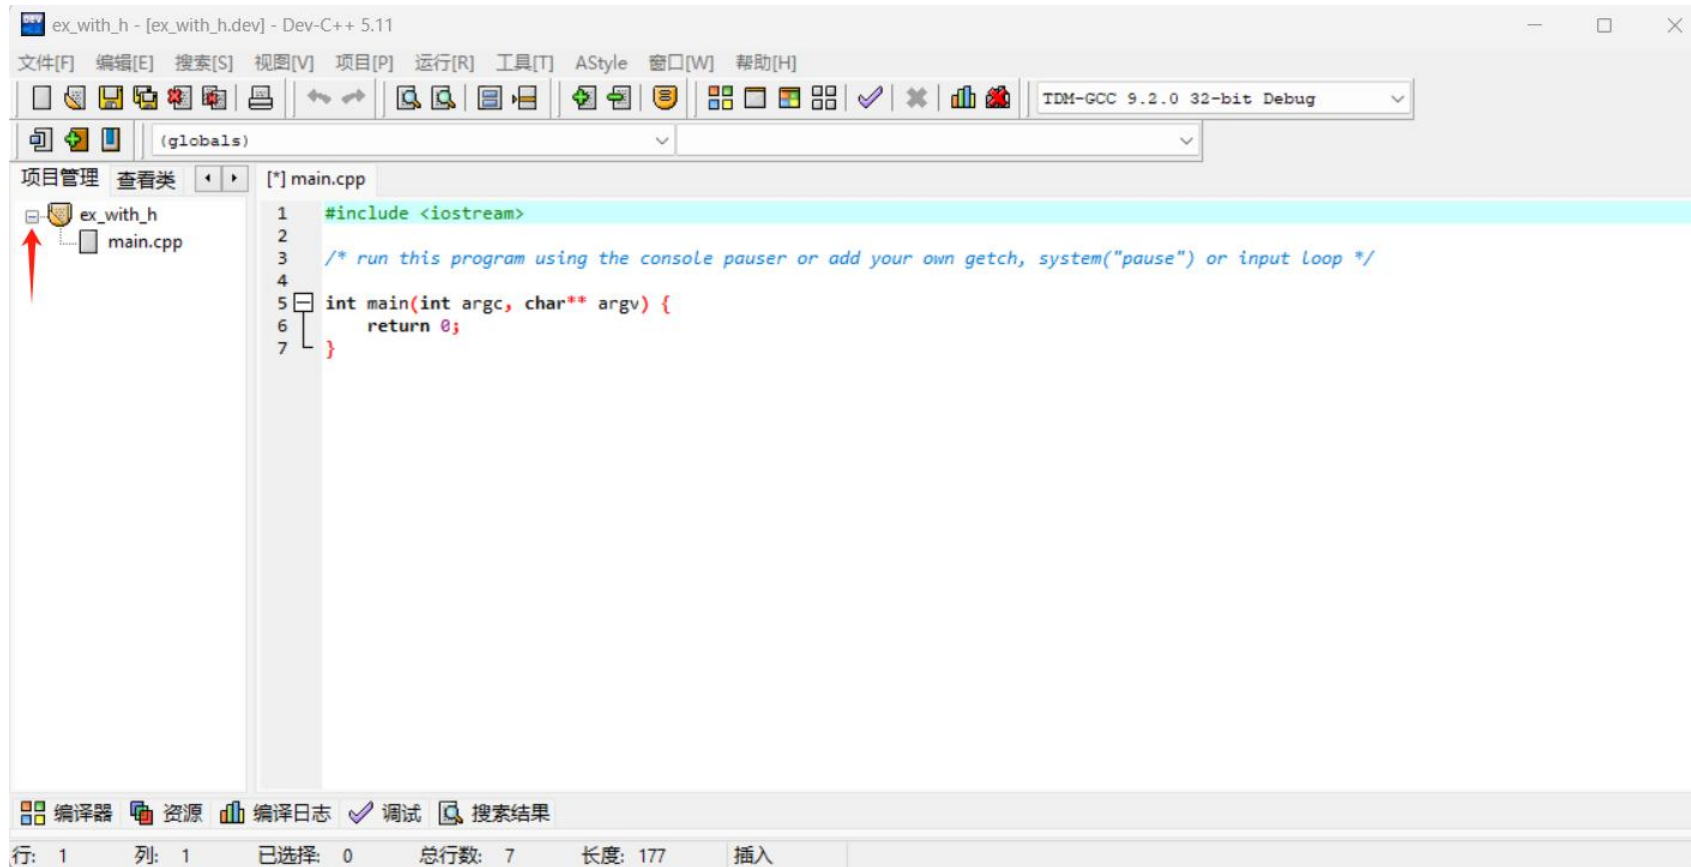 ex_with_h - [ex_with_h.dev] - Dev-C++ 5.11
文件[F] 编辑[E] 搜索[S] 视图[V] 项目[P] 运行[R] 工具[T] AStyle 窗口[W] 帮助[H]
TDM-GCC 9.2.0 32-bit Debug
(globals)
项目管理 查看类 [*] main.cpp
ex_with_h
main.cpp
1 #include <iostream>
2
3 /* run this program using the console pauser or add your own getch, system("pause") or input loop */
4
5 int main(int argc, char** argv) {
6 return 0;
7 }
编译器 资源 编译日志 调试 搜索结果
行: 1 列: 1 已选择: 0 总行数: 7 长度: 177 插入